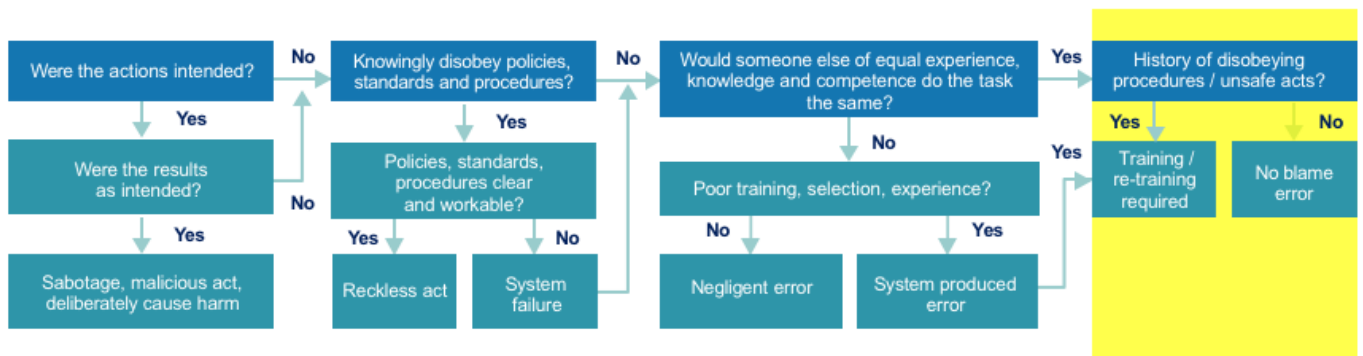 Were the actions intended?
No
Knowingly disobey policies,
standards and procedures?
No
Would someone else of equal experience,
knowledge and competence do the task
the same?
Yes
History of disobeying
procedures / unsafe acts?
Yes
Were the results
as intended?
No
Yes
Sabotage, malicious act,
deliberately cause harm
Yes
Policies, standards,
procedures clear
and workable?
Yes
Reckless act
No
System
failure
No
Poor training, selection, experience?
No
Negligent error
Yes
System produced
error
Yes
Yes
Training /
re-training
required
No
No blame
error